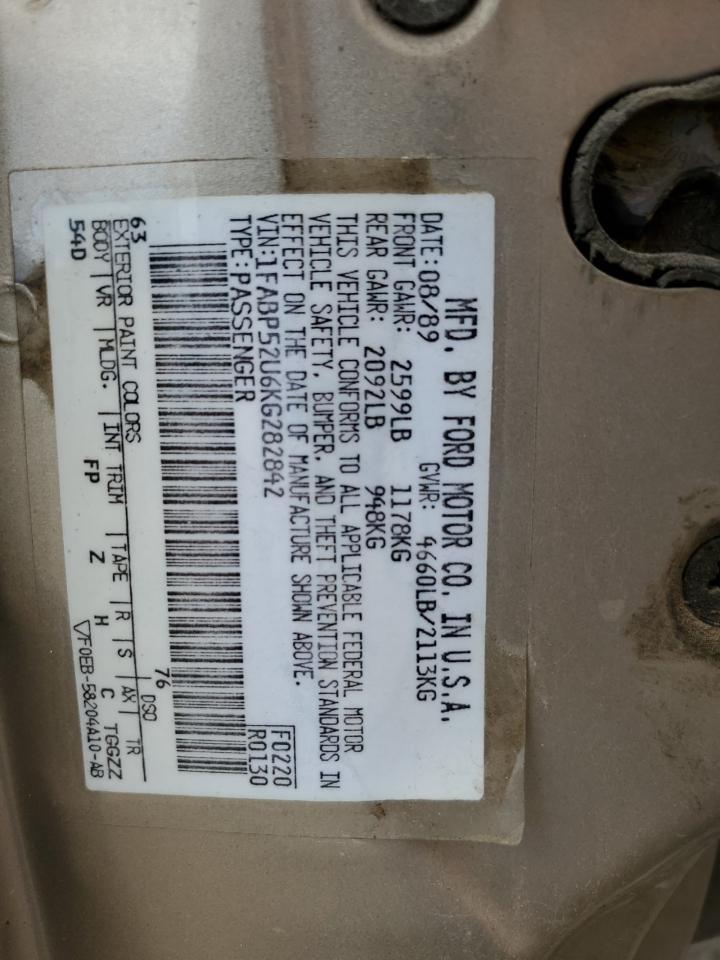 MFD. BY FORD MOTOR CO. IN U.S.A.
DATE: 08/89 GVWR: 4660LB/2113KG
FRONT GAWR: 2599LB 1178KG
REAR GAWR: 2092LB 948KG
THIS VEHICLE CONFORMS TO ALL APPLICABLE FEDERAL MOTOR
VEHICLE SAFETY, BUMPER, AND THEFT PREVENTION STANDARDS IN
EFFECT ON THE DATE OF MANUFACTURE SHOWN ABOVE.
VIN:1FABP52U6KG282842 F0220
TYPE:PASSENGER R0130
63 76
EXTERIOR PAINT COLORS DSO
BODY VR MLDG. INT TRIM TAPE R S AX TR
54D FP Z H C TGGZZ
▽F0EB-58204A10-AB